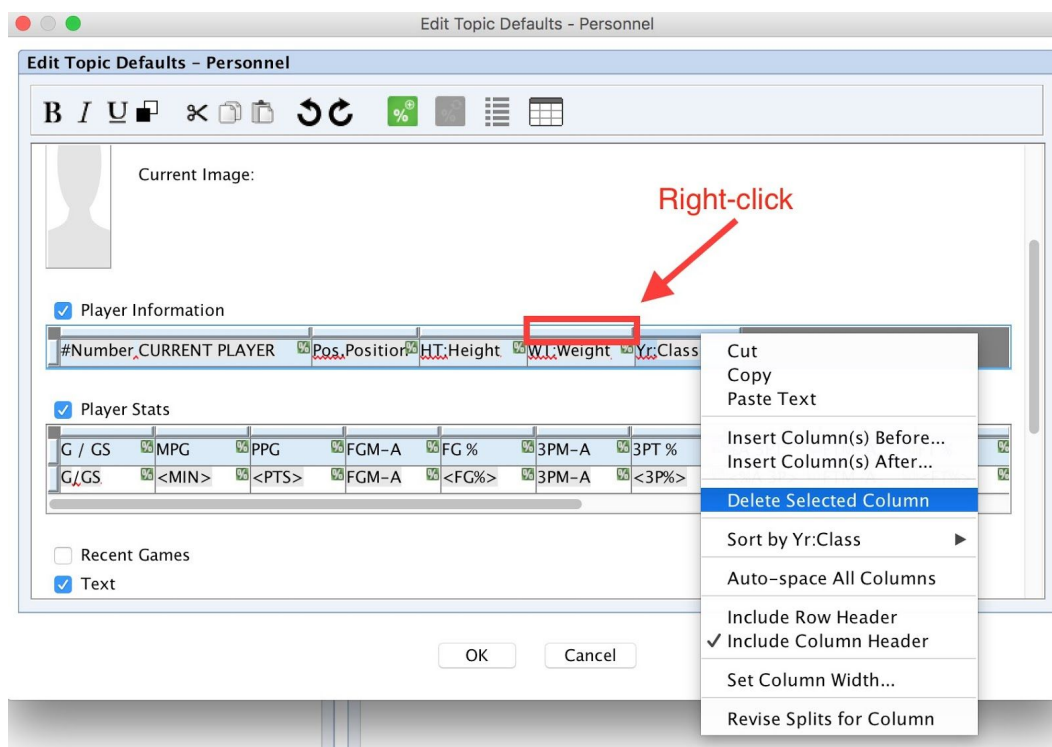 Edit Topic Defaults - Personnel
Edit Topic Defaults - Personnel
B I U
Current Image:
Right-click
Player Information
#Number CURRENT PLAYER % Pos.Position % HT:Height % WT:Weight % Yr:Class
Player Stats
G / GS % MPG % PPG % FGM-A % FG % % 3PM-A % 3PT % %
G/GS % <MIN> % <PTS> % FGM-A % <FG%> % 3PM-A % <3P%> %
Recent Games
Text
OK
Cancel
Cut
Copy
Paste Text
Insert Column(s) Before...
Insert Column(s) After...
Delete Selected Column
Sort by Yr:Class
Auto-space All Columns
Include Row Header
Include Column Header
Set Column Width...
Revise Splits for Column